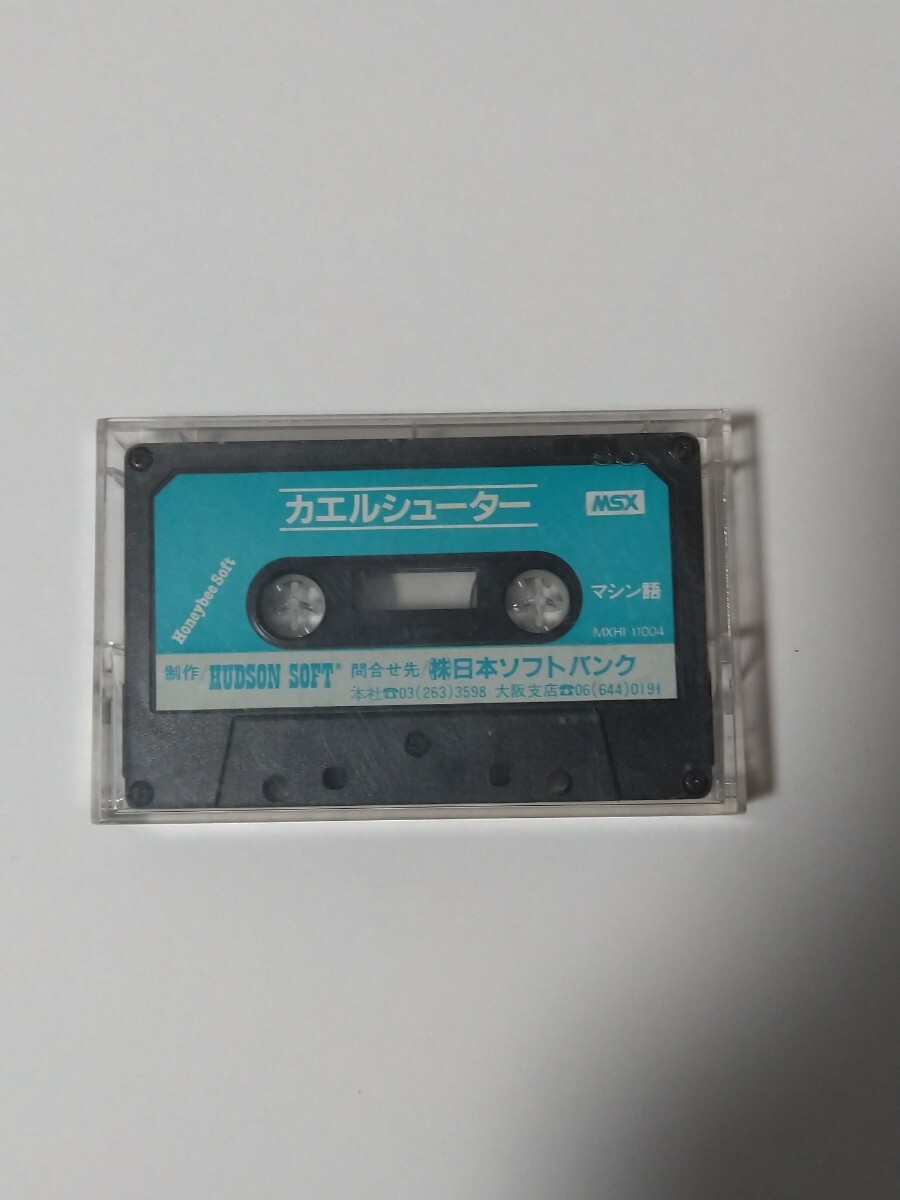 カエルシューター
MSX
Honeybee Soft
マシン語
MXHI 11004
制作/HUDSON SOFT® 問合せ先/㈱日本ソフトバンク
本社☎03(263)3598 大阪支店☎06(644)0191